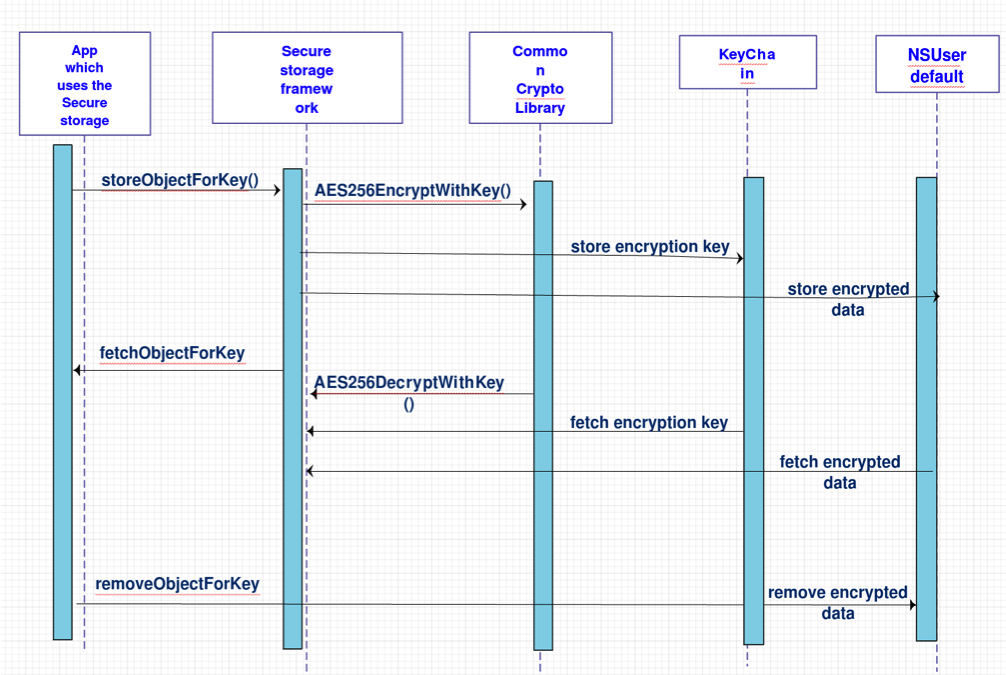 App
which
uses the
Secure
storage
Secure
storage
framew
ork
Commo
n
Crypto
Library
KeyCha
in
NSUser
default
storeObjectForKey()
AES256EncryptWithKey()
store encryption key
store encrypted
data
fetchObjectForKey
AES256DecryptWithKey
()
fetch encryption key
fetch encrypted
data
removeObjectForKey
remove encrypted
data